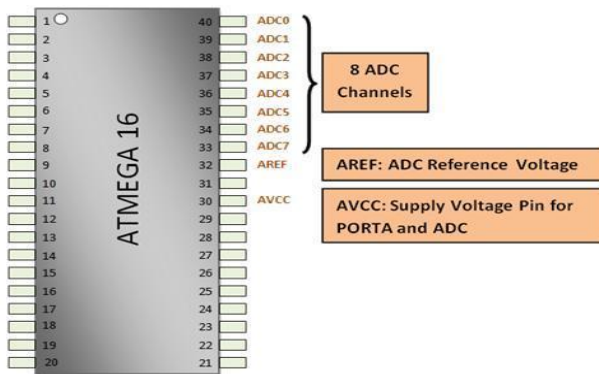 1 40 ADC0
2 39 ADC1
3 38 ADC2
4 37 ADC3
5 36 ADC4
6 35 ADC5
7 34 ADC6
8 33 ADC7
9 32 AREF
10 31
11 30 AVCC
12 29
13 28
14 27
15 26
16 25
17 24
18 23
19 22
20 21
ATMEGA 16
8 ADC
Channels
AREF: ADC Reference Voltage
AVCC: Supply Voltage Pin for
PORTA and ADC